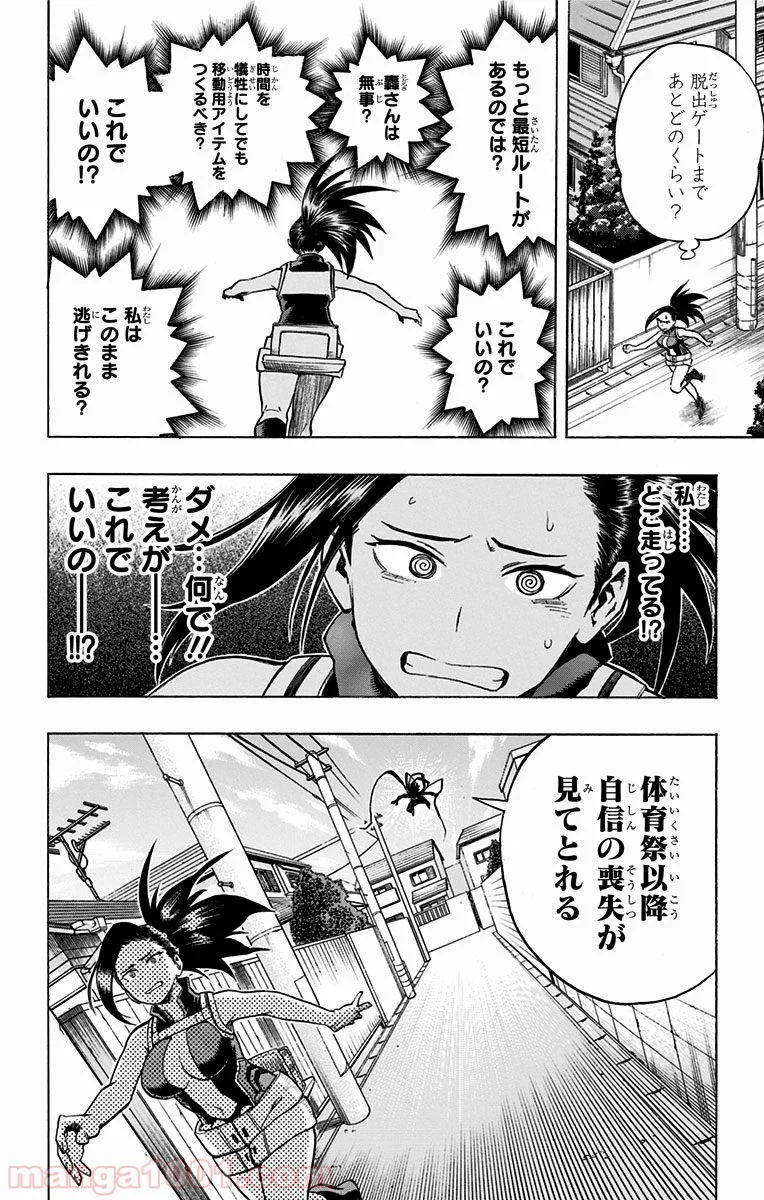 脱出ゲートまで
あとどのくらい?
もっと最短ルートが
あるのでは?
轟さんは
無事?
時間を
犠牲にしてでも
移動用アイテムを
つくるべき?
これで
いいの!?
これで
いいの?
私は
このまま
逃げきれる?
私……
どこ走ってる!?
ダメ…何で!!
考えが――…
これで
いいの――!!?
体育祭以降
自信の喪失が
見てとれる
manga1001.com